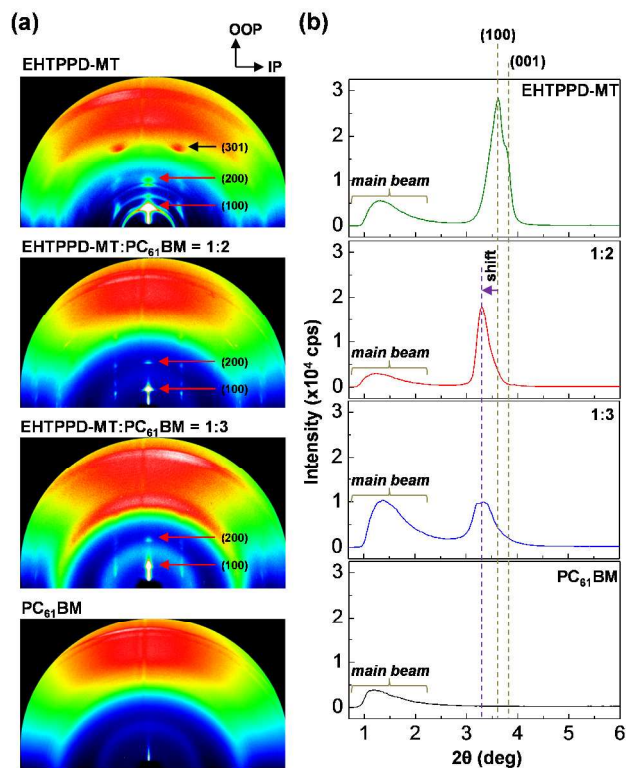 (a)
OOP
IP
EHTPPD-MT
(301)
(200)
(100)
EHTPPD-MT:PC₆₁BM = 1:2
(200)
(100)
EHTPPD-MT:PC₆₁BM = 1:3
(200)
(100)
PC₆₁BM
(b)
(100)
(001)
EHTPPD-MT
3
2
1
0
main beam
1:2
shift
3
2
1
0
main beam
1:3
3
2
1
0
main beam
PC₆₁BM
3
2
1
0
main beam
Intensity (x10⁴ cps)
1 2 3 4 5 6
2θ (deg)